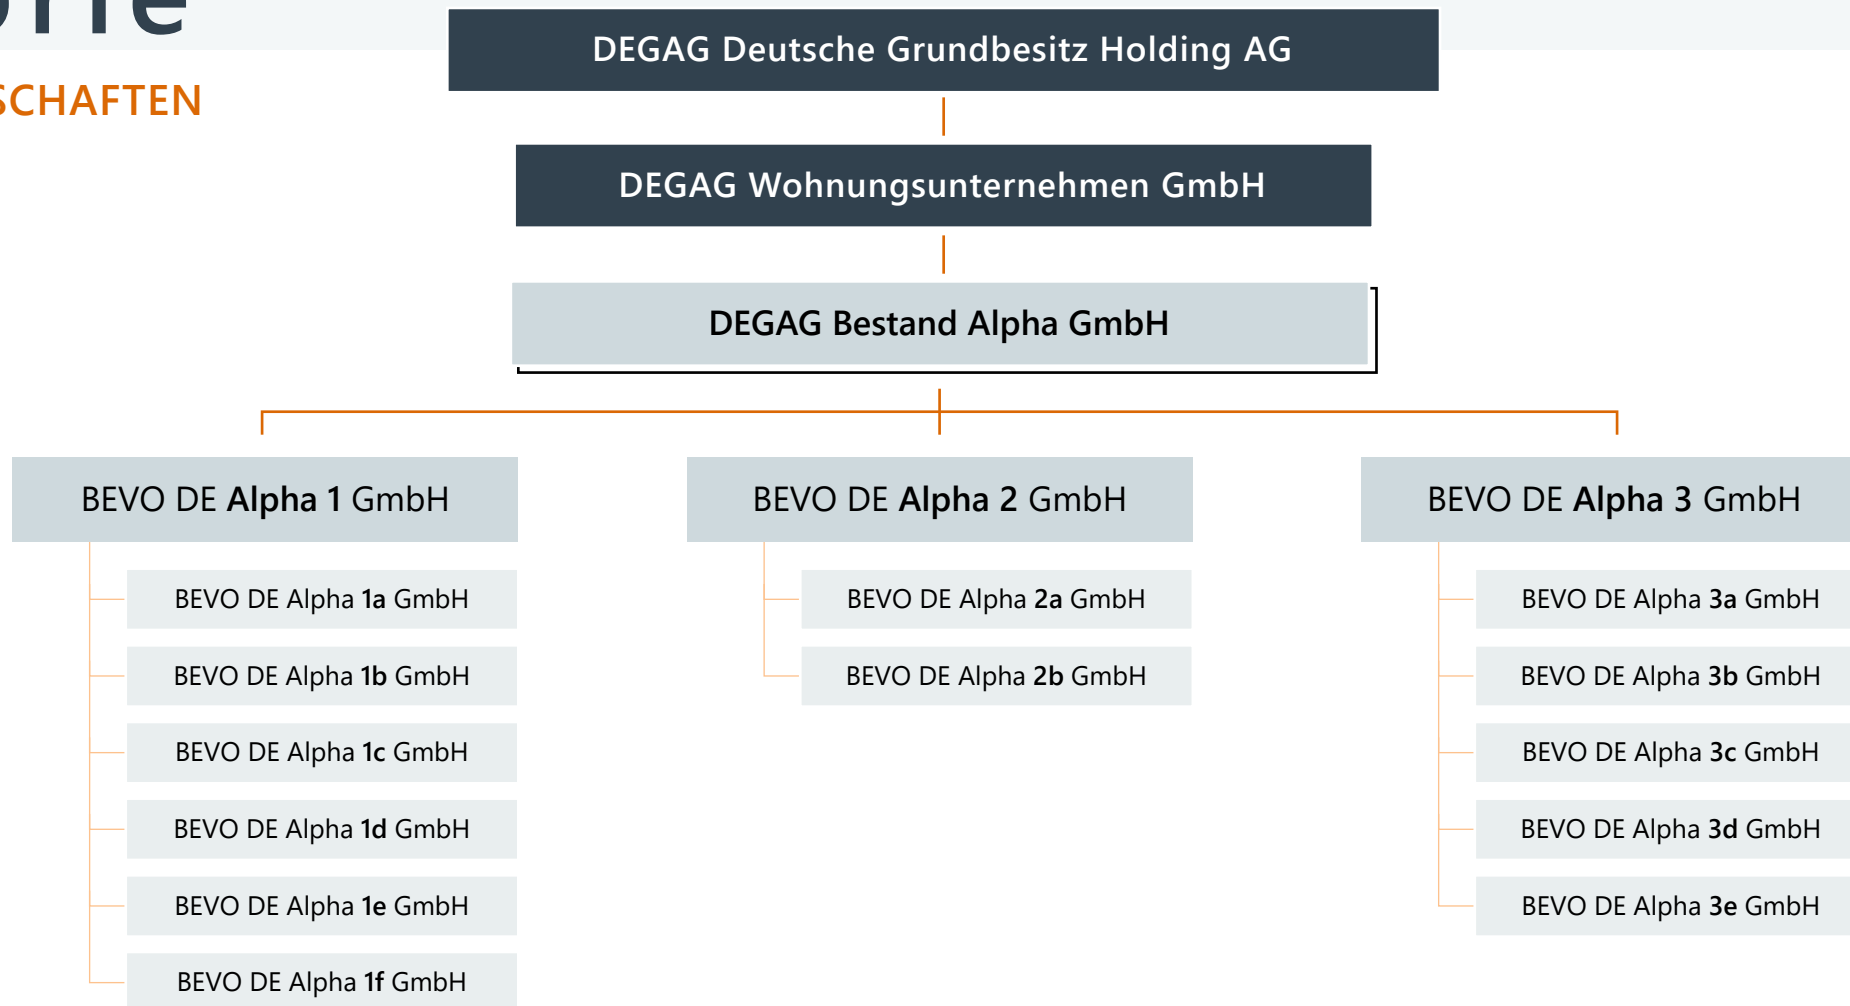 SCHAFTEN
DEGAG Deutsche Grundbesitz Holding AG
DEGAG Wohnungsunternehmen GmbH
DEGAG Bestand Alpha GmbH
BEVO DE Alpha 1 GmbH
BEVO DE Alpha 1a GmbH
BEVO DE Alpha 1b GmbH
BEVO DE Alpha 1c GmbH
BEVO DE Alpha 1d GmbH
BEVO DE Alpha 1e GmbH
BEVO DE Alpha 1f GmbH
BEVO DE Alpha 2 GmbH
BEVO DE Alpha 2a GmbH
BEVO DE Alpha 2b GmbH
BEVO DE Alpha 3 GmbH
BEVO DE Alpha 3a GmbH
BEVO DE Alpha 3b GmbH
BEVO DE Alpha 3c GmbH
BEVO DE Alpha 3d GmbH
BEVO DE Alpha 3e GmbH